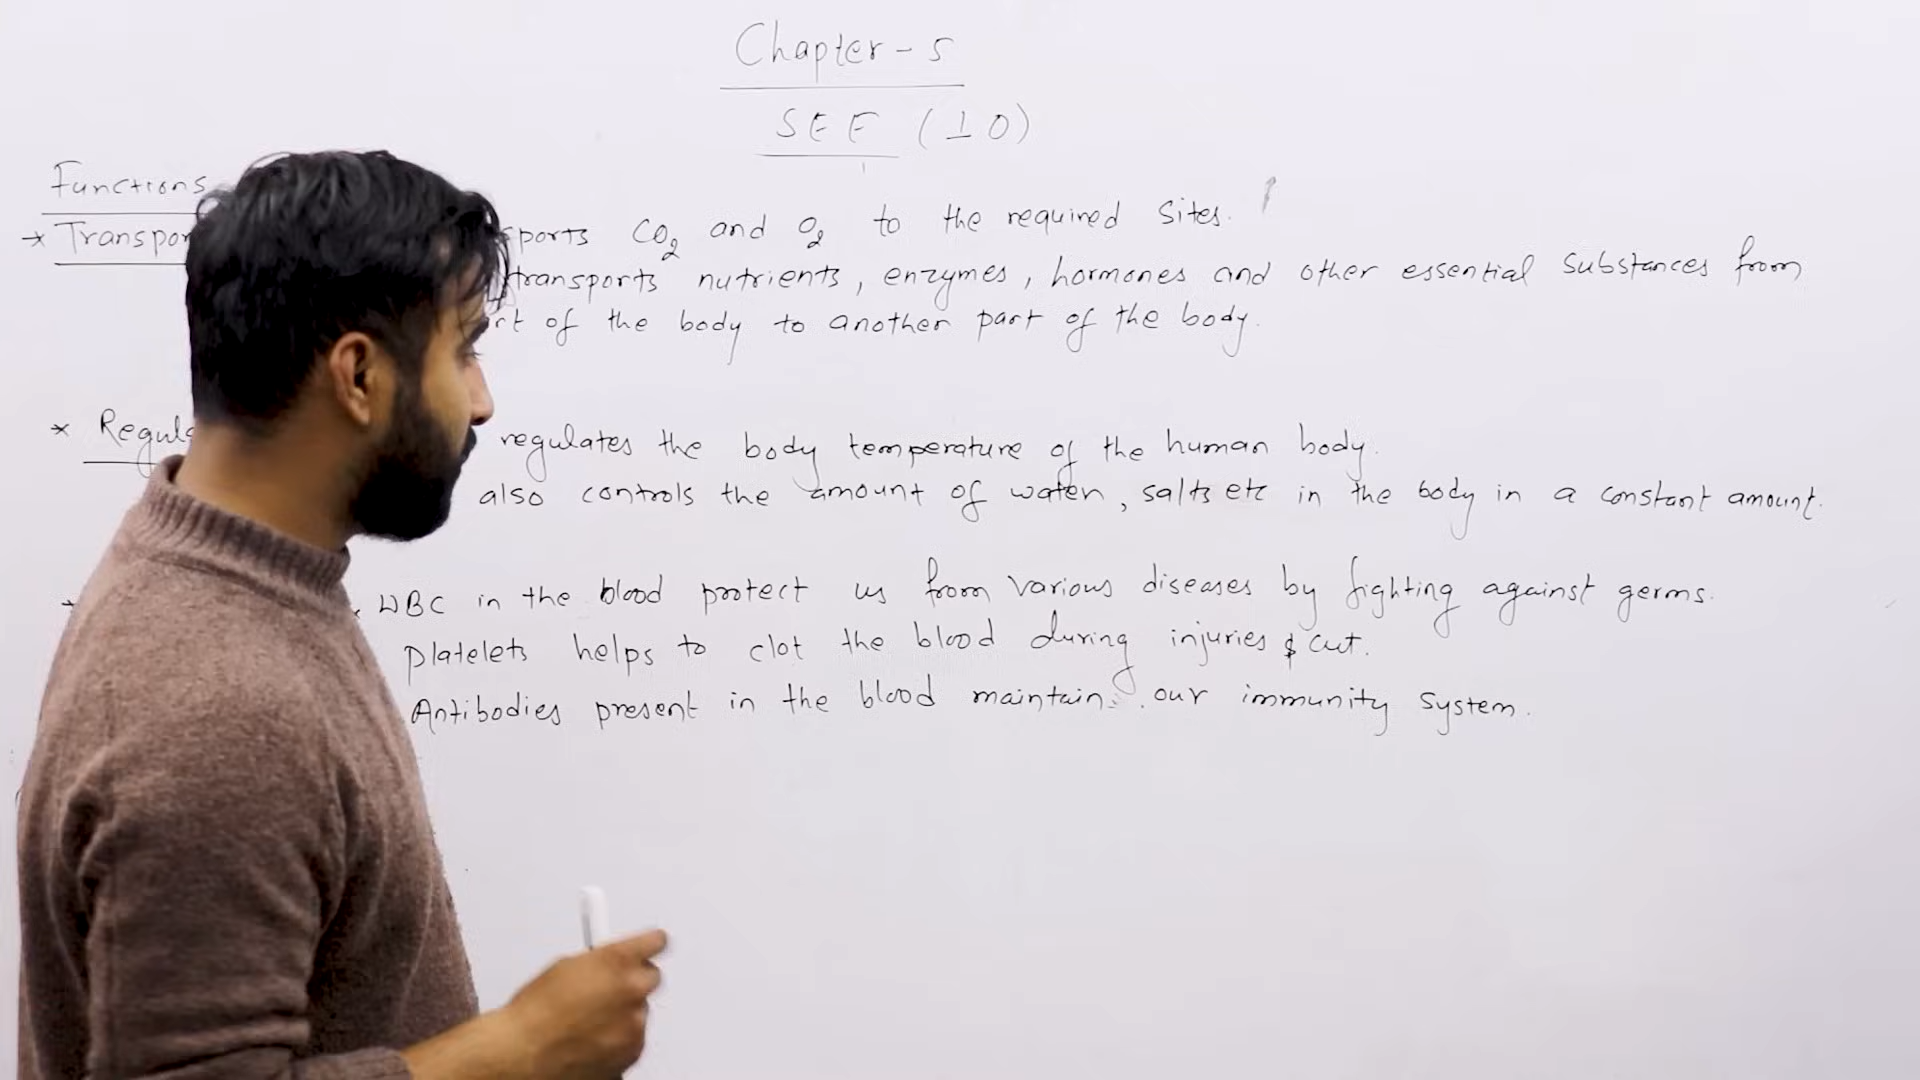 Chapter-5
SEE (10)
Functions
* Transpor ports CO2 and O2 to the required sites.
transports nutrients, enzymes, hormones and other essential substances from
rt of the body to another part of the body.
* Regula regulates the body temperature of the human body.
also controls the amount of water, salts etc in the body in a constant amount.
* WBC in the blood protect us from various diseases by fighting against germs.
Platelets helps to clot the blood during injuries & cut.
Antibodies present in the blood maintain our immunity system.